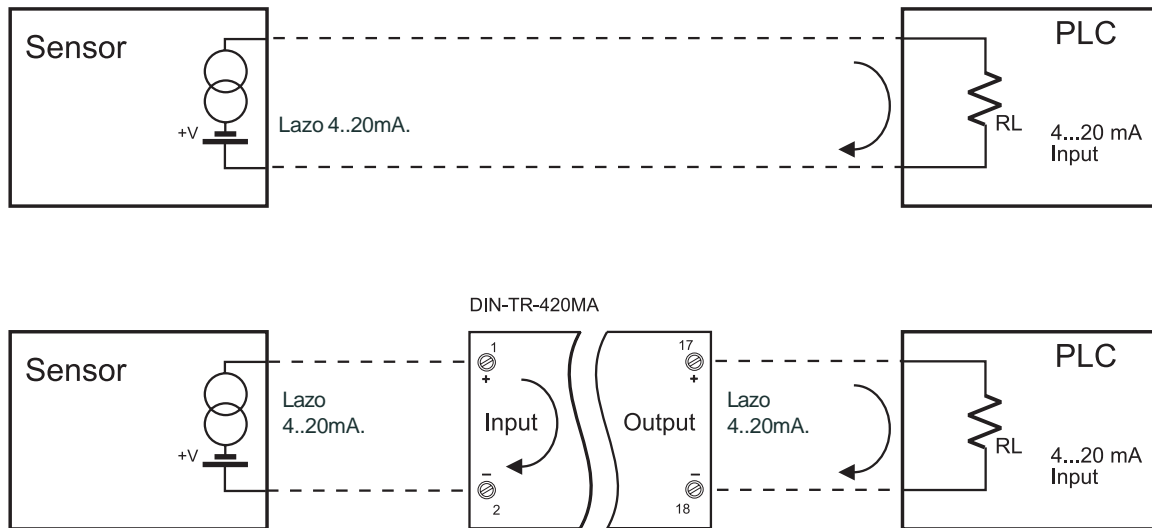 Sensor
PLC
+V
Lazo 4..20mA.
RL
4...20 mA
Input
DIN-TR-420MA
Sensor
PLC
1
+
17
+
Lazo
4..20mA.
Input
Output
Lazo
4..20mA.
+V
RL
4...20 mA
Input
–
2
–
18